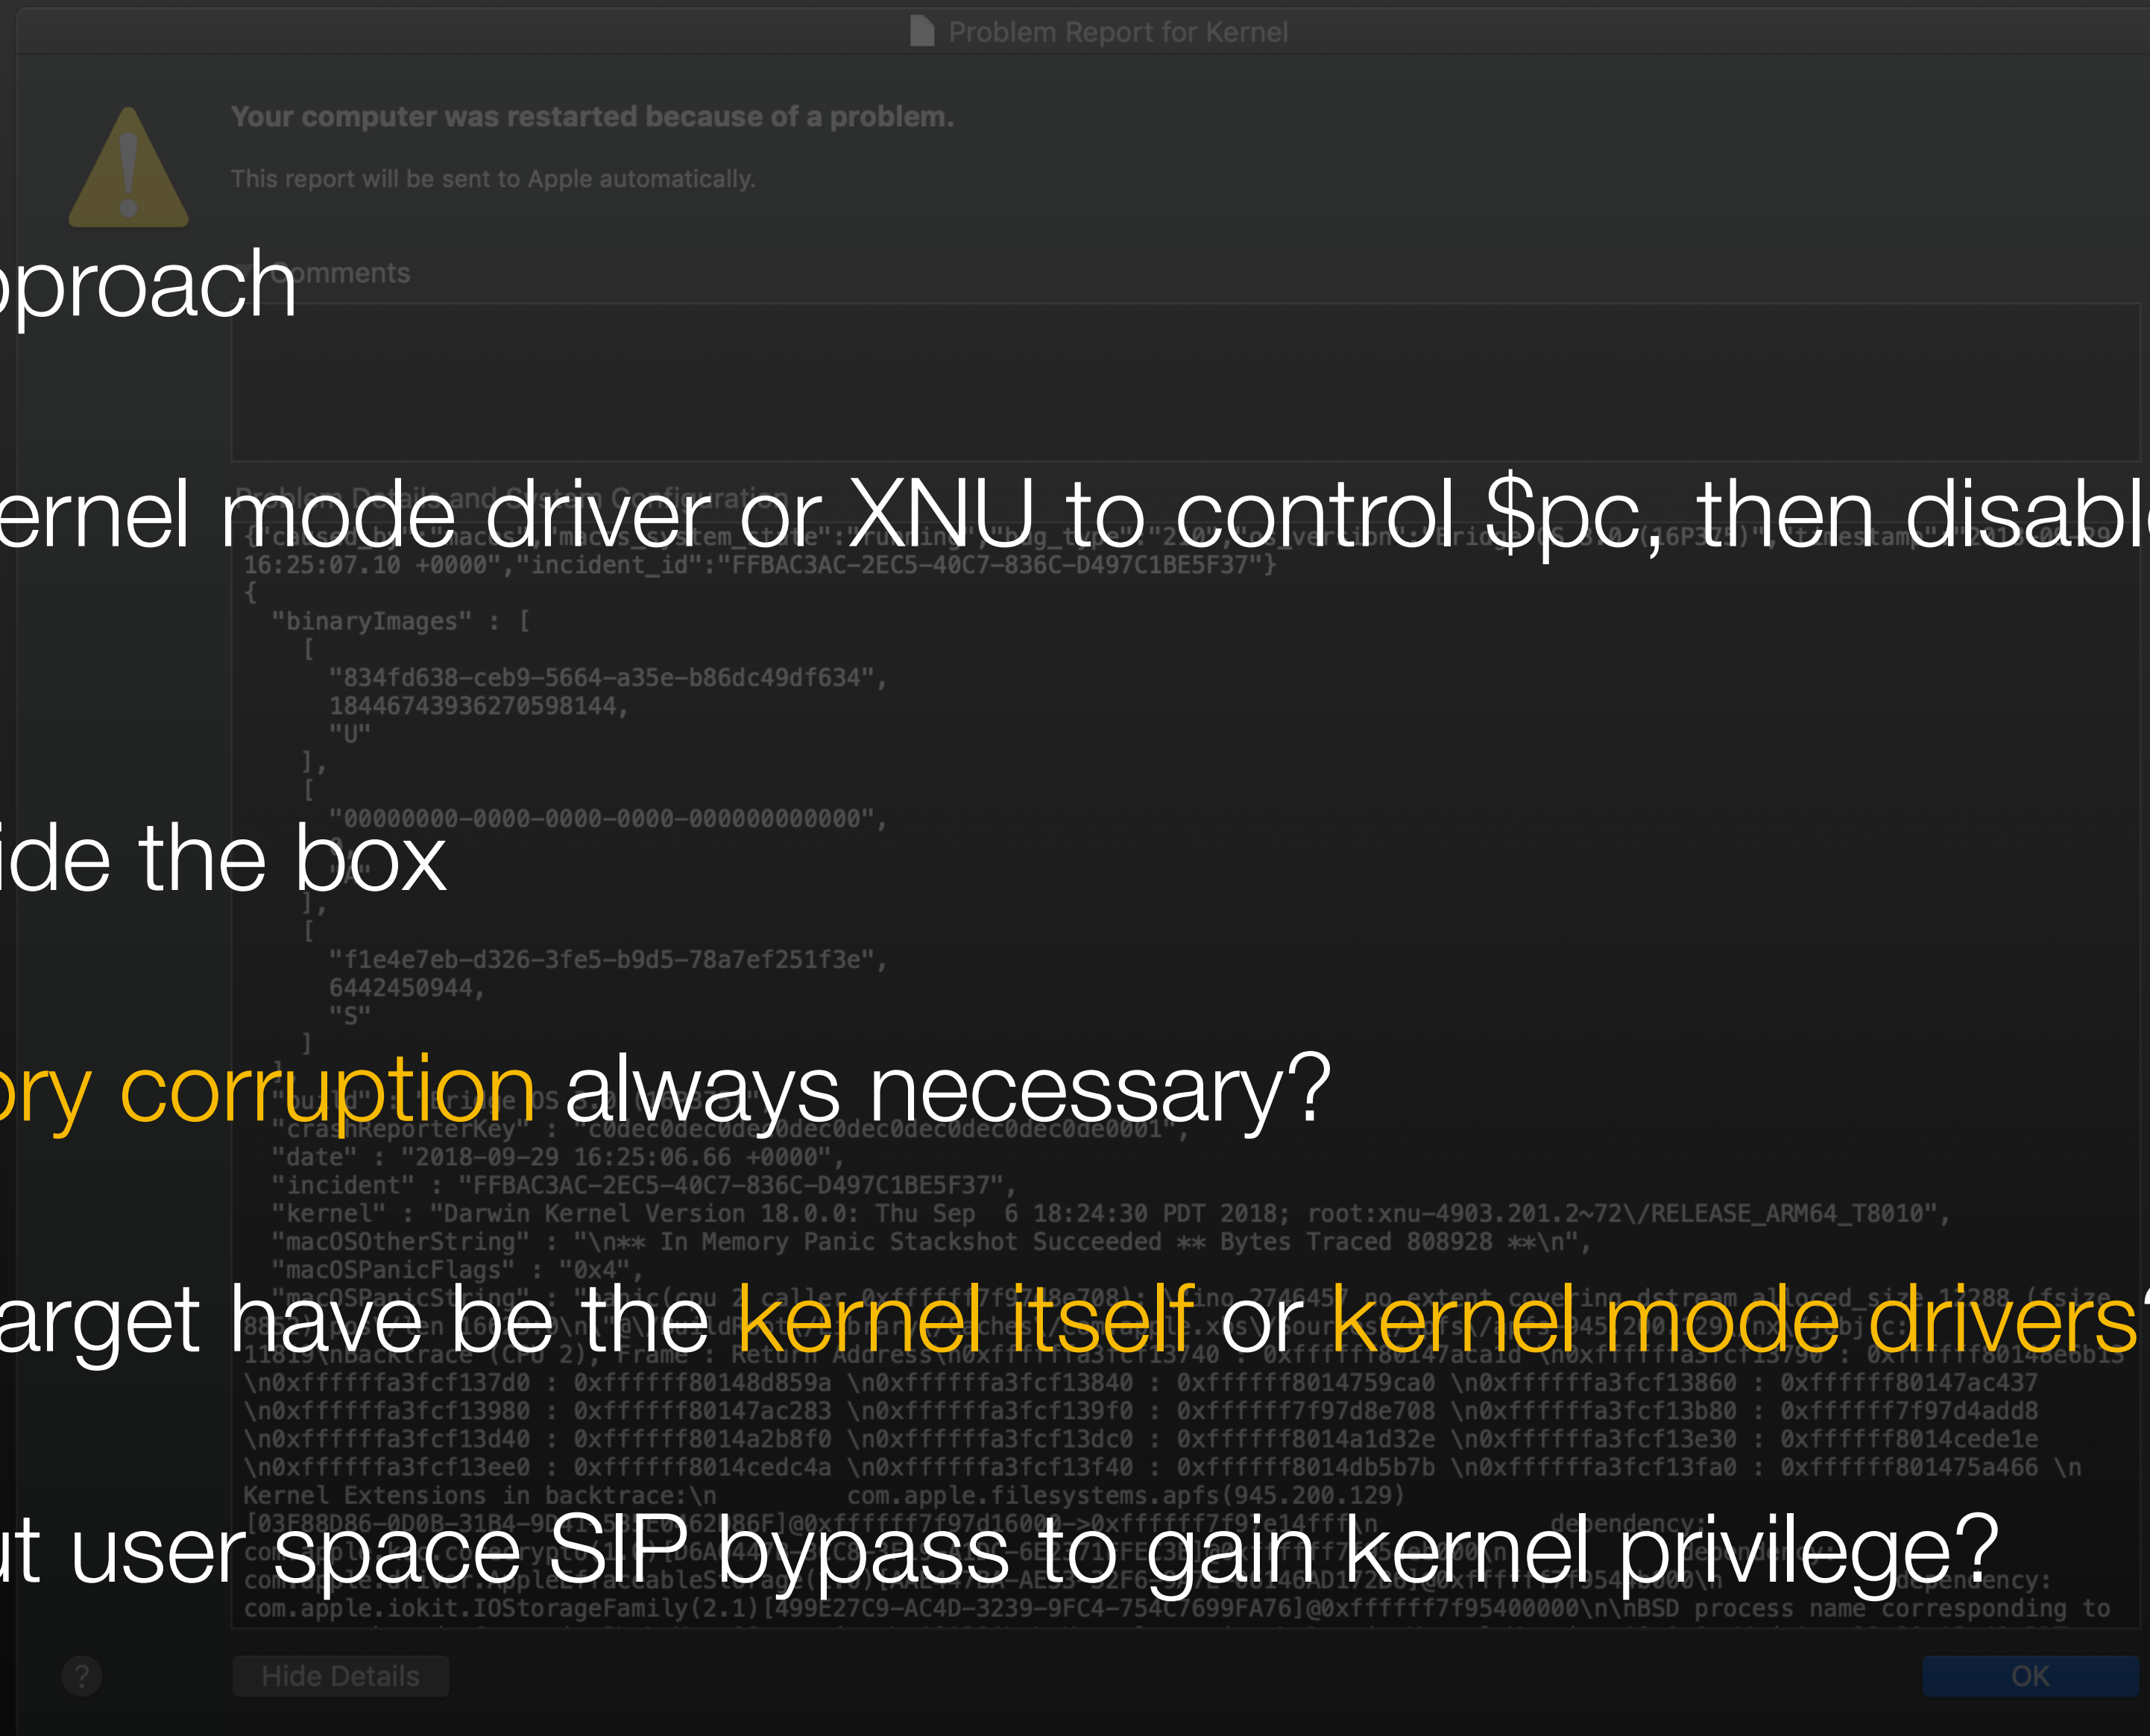 Problem Report for Kernel
Your computer was restarted because of a problem.
This report will be sent to Apple automatically.
proach
Comments
ernel mode driver or XNU to control $pc, then disabl
Problem Details and System Configuration
16:25:07.10 +0000","incident_id":"FFBAC3AC-2EC5-40C7-836C-D497C1BE5F37"}
{
"binaryImages" : [
[
"834fd638-ceb9-5664-a35e-b86dc49df634",
18446743936270598144,
"U"
],
[
"00000000-0000-0000-0000-000000000000",
ide the box
],
[
"f1e4e7eb-d326-3fe5-b9d5-78a7ef251f3e",
6442450944,
"S"
]
ory corruption always necessary?
"crashReporterKey" : "c0dec0dec0dec0dec0dec0dec0dec0dec0de0001",
"date" : "2018-09-29 16:25:06.66 +0000",
"incident" : "FFBAC3AC-2EC5-40C7-836C-D497C1BE5F37",
"kernel" : "Darwin Kernel Version 18.0.0: Thu Sep  6 18:24:30 PDT 2018; root:xnu-4903.201.2~72\/RELEASE_ARM64_T8010",
"macOSOtherString" : "\n** In Memory Panic Stackshot Succeeded ** Bytes Traced 808928 **\n",
"macOSPanicFlags" : "0x4",
arget have be the kernel itself or kernel mode drivers?
\n0xffffffa3fcf137d0 : 0xffffff80148d859a \n0xffffffa3fcf13840 : 0xffffff8014759ca0 \n0xffffffa3fcf13860 : 0xffffff80147ac437
\n0xffffffa3fcf13980 : 0xffffff80147ac283 \n0xffffffa3fcf139f0 : 0xffffff7f97d8e708 \n0xffffffa3fcf13b80 : 0xffffff7f97d4add8
\n0xffffffa3fcf13d40 : 0xffffff8014a2b8f0 \n0xffffffa3fcf13dc0 : 0xffffff8014a1d32e \n0xffffffa3fcf13e30 : 0xffffff8014cede1e
\n0xffffffa3fcf13ee0 : 0xffffff8014cedc4a \n0xffffffa3fcf13f40 : 0xffffff8014db5b7b \n0xffffffa3fcf13fa0 : 0xffffff801475a466 \n
Kernel Extensions in backtrace:\n com.apple.filesystems.apfs(945.200.129)
ut user space SIP bypass to gain kernel privilege?
dependency:
com.apple.iokit.IOStorageFamily(2.1)[499E27C9-AC4D-3239-9FC4-754C7699FA76]@0xffffff7f95400000\n\nBSD process name corresponding to
?
Hide Details
OK